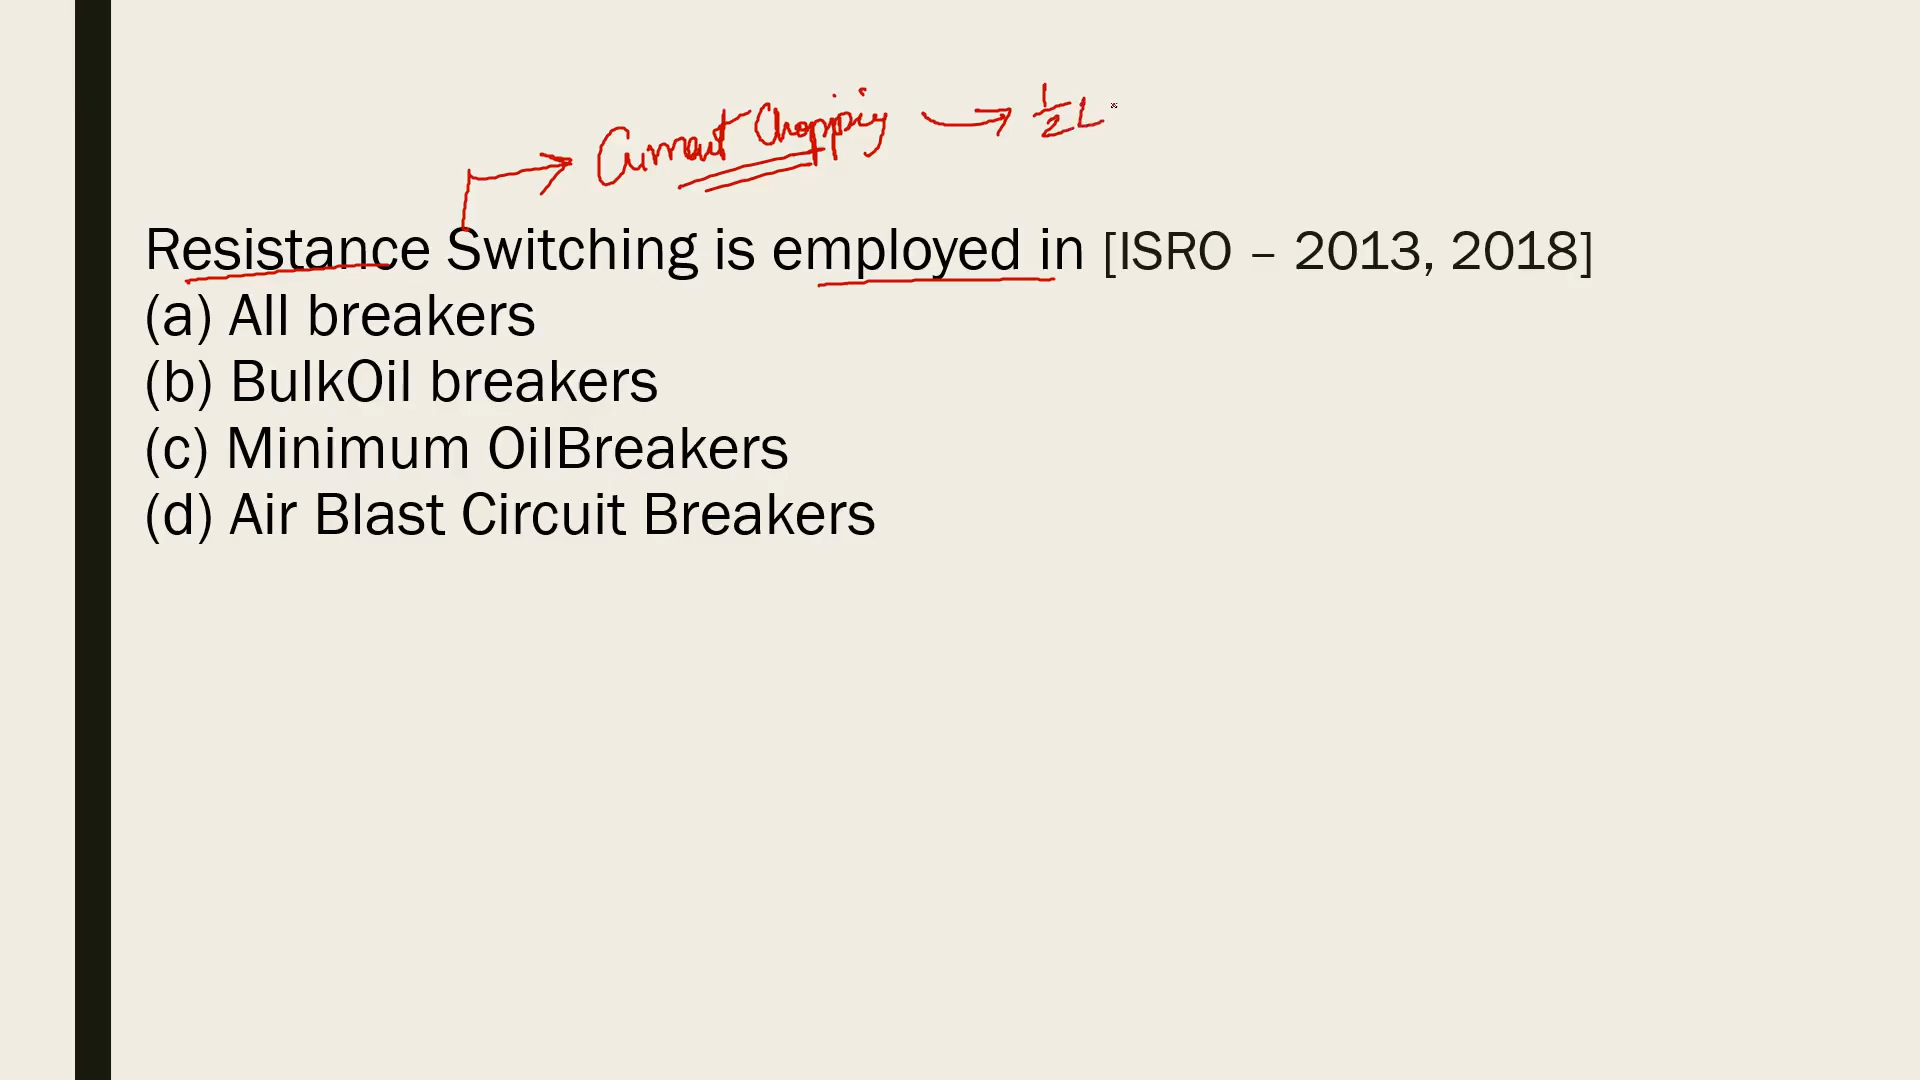 Current Chopping → 1/2 L
Resistance Switching is employed in [ISRO – 2013, 2018]
(a) All breakers
(b) BulkOil breakers
(c) Minimum OilBreakers
(d) Air Blast Circuit Breakers